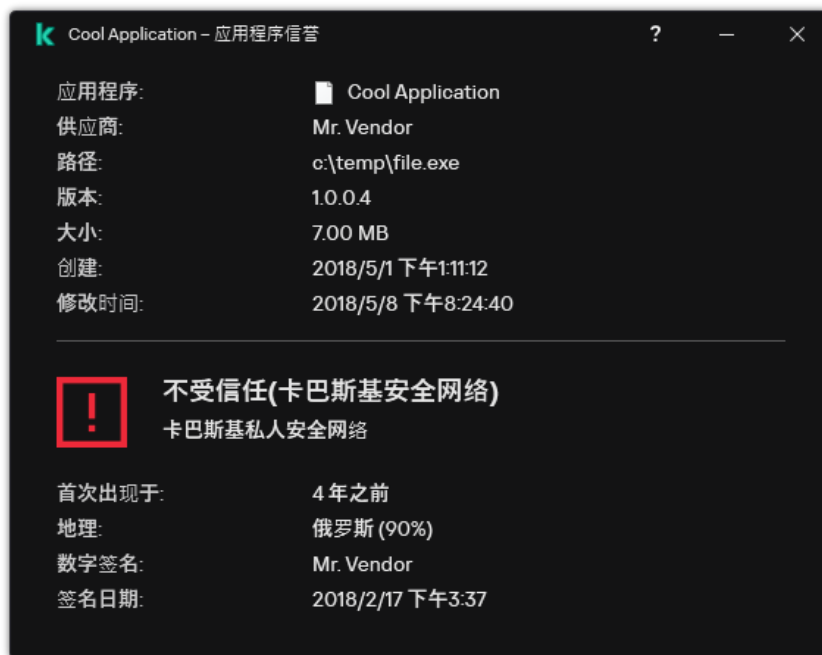 Cool Application – 应用程序信誉 ?
应用程序: Cool Application
供应商: Mr. Vendor
路径: c:\temp\file.exe
版本: 1.0.0.4
大小: 7.00 MB
创建: 2018/5/1 下午1:11:12
修改时间: 2018/5/8 下午8:24:40
!
不受信任(卡巴斯基安全网络)
卡巴斯基私人安全网络
首次出现于: 4 年之前
地理: 俄罗斯 (90%)
数字签名: Mr. Vendor
签名日期: 2018/2/17 下午3:37